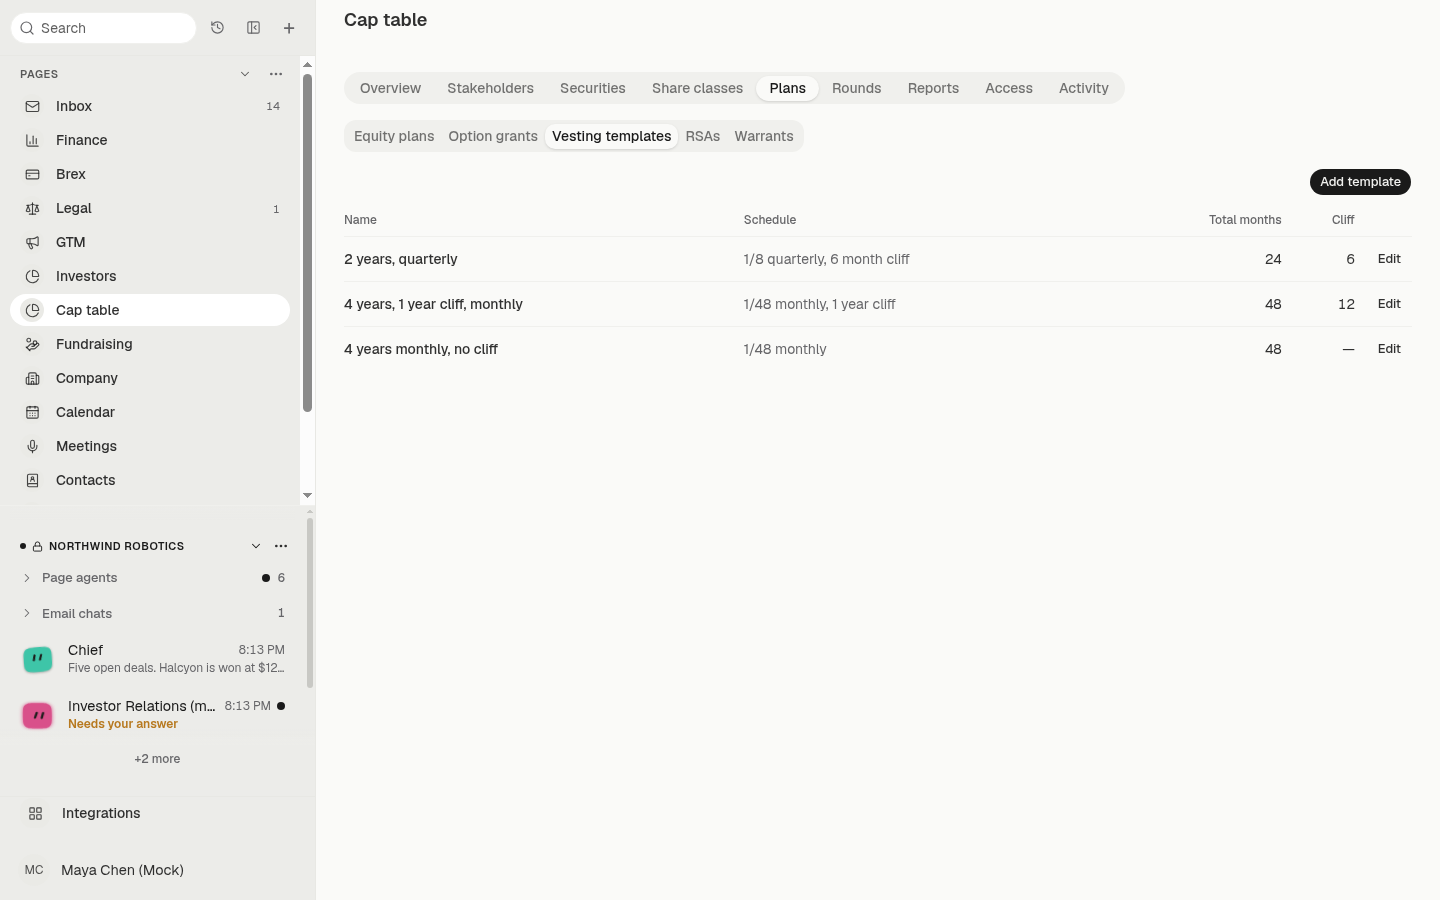 Search
PAGES
Inbox 14
Finance
Brex
Legal 1
GTM
Investors
Cap table
Fundraising
Company
Calendar
Meetings
Contacts
NORTHWIND ROBOTICS
Page agents 6
Email chats 1
Chief 8:13 PM
Five open deals. Halcyon is won at $12...
Investor Relations (m... 8:13 PM
Needs your answer
+2 more
Integrations
MC Maya Chen (Mock)
Cap table
Overview Stakeholders Securities Share classes Plans Rounds Reports Access Activity
Equity plans Option grants Vesting templates RSAs Warrants
Add template
Name Schedule Total months Cliff
2 years, quarterly 1/8 quarterly, 6 month cliff 24 6 Edit
4 years, 1 year cliff, monthly 1/48 monthly, 1 year cliff 48 12 Edit
4 years monthly, no cliff 1/48 monthly 48 — Edit